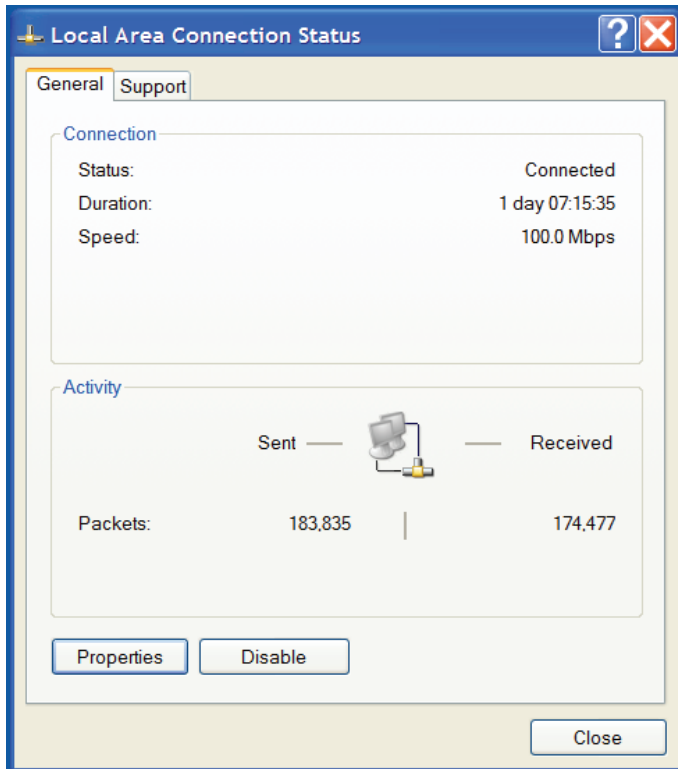 Local Area Connection Status
General Support
Connection
Status: Connected
Duration: 1 day 07:15:35
Speed: 100.0 Mbps
Activity
Sent Received
Packets: 183,835 174,477
Properties Disable
Close